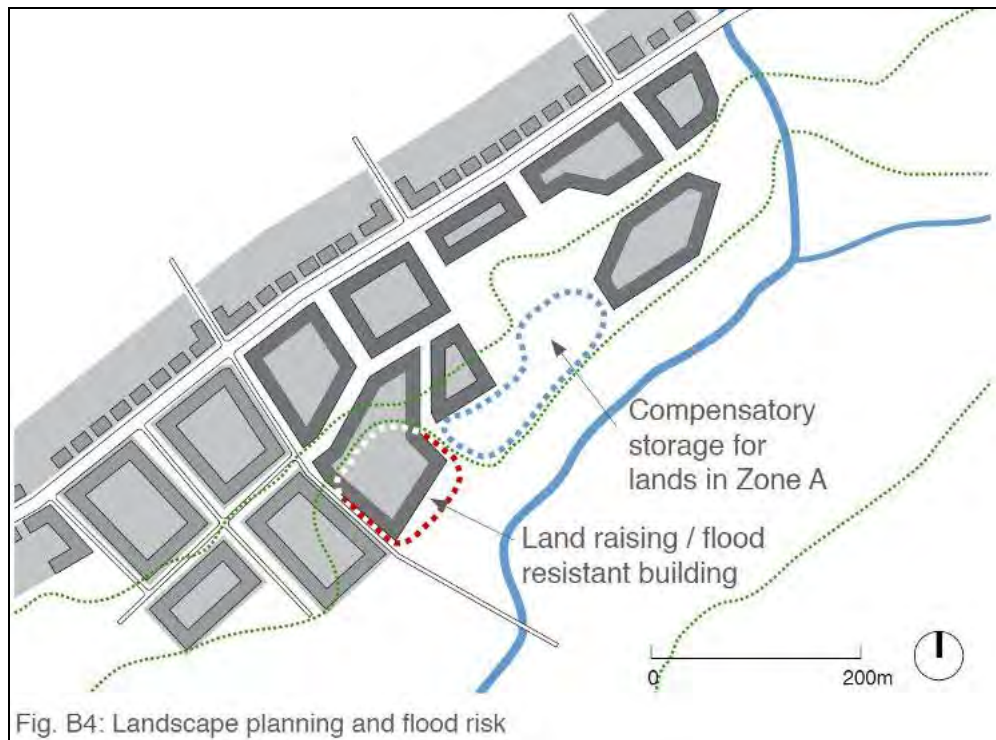 Compensatory
storage for
lands in Zone A
Land raising / flood
resistant building
0 200m
Fig. B4: Landscape planning and flood risk